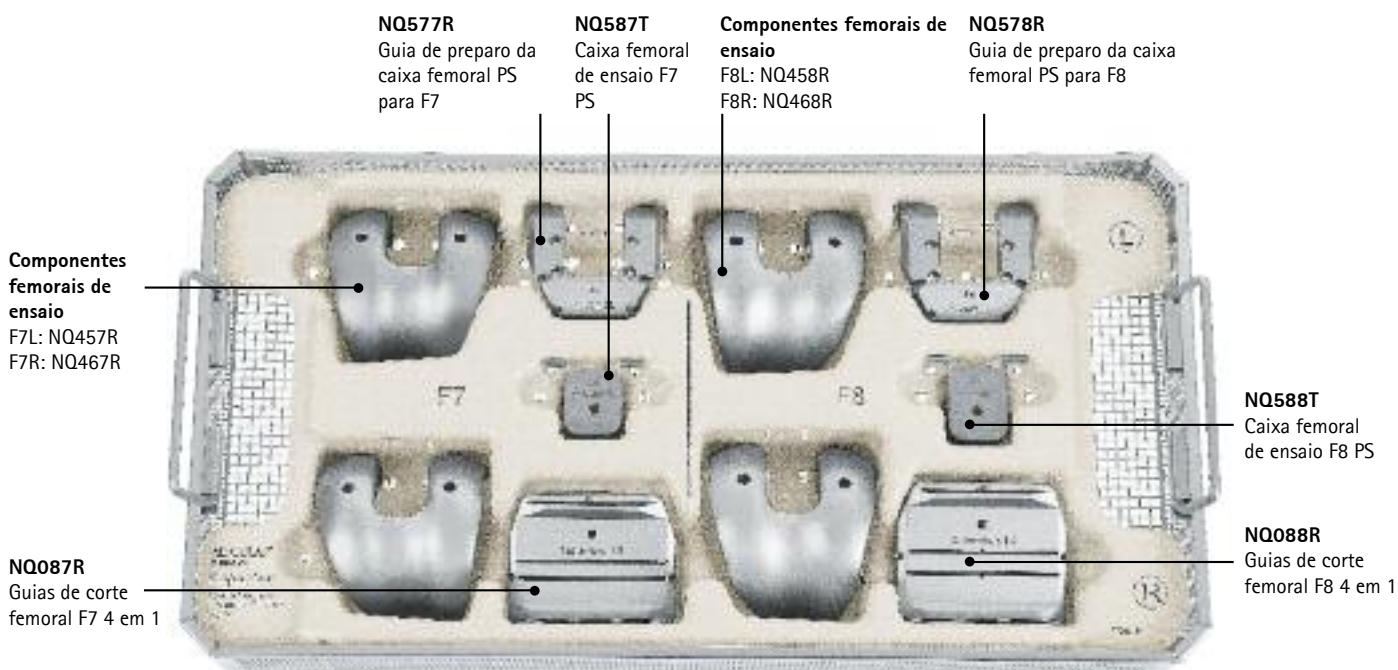 NQ577R
Guia de preparo da
caixa femoral PS
para F7
NQ587T
Caixa femoral
de ensaio F7
PS
Componentes femorais de
ensaio
F8L: NQ458R
F8R: NQ468R
NQ578R
Guia de preparo da caixa
femoral PS para F8
L
Componentes
femorais de
ensaio
F7L: NQ457R
F7R: NQ467R
F7
F8
NQ588T
Caixa femoral
de ensaio F8 PS
NQ087R
Guias de corte
femoral F7 4 em 1
NQ088R
Guias de corte
femoral F8 4 em 1
R